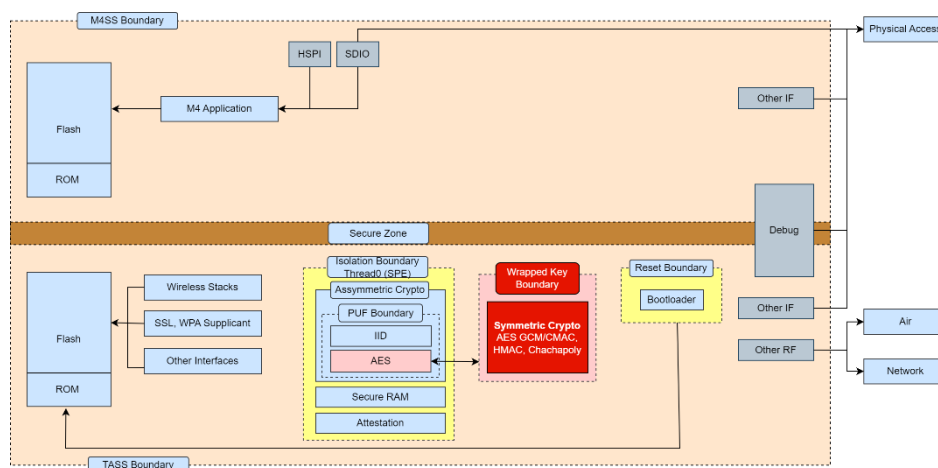 M4SS Boundary
Physical Access
HSPI
SDIO
Other IF
M4 Application
Flash
ROM
Secure Zone
Debug
Isolation Boundary
Thread0 (SPE)
Wrapped Key
Boundary
Reset Boundary
Wireless Stacks
Assymmetric Crypto
Bootloader
PUF Boundary
Other IF
SSL, WPA Supplicant
IID
Symmetric Crypto
AES GCM/CMAC,
HMAC, Chachapoly
Air
Flash
Other Interfaces
AES
Other RF
Network
ROM
Secure RAM
Attestation
TASS Boundary